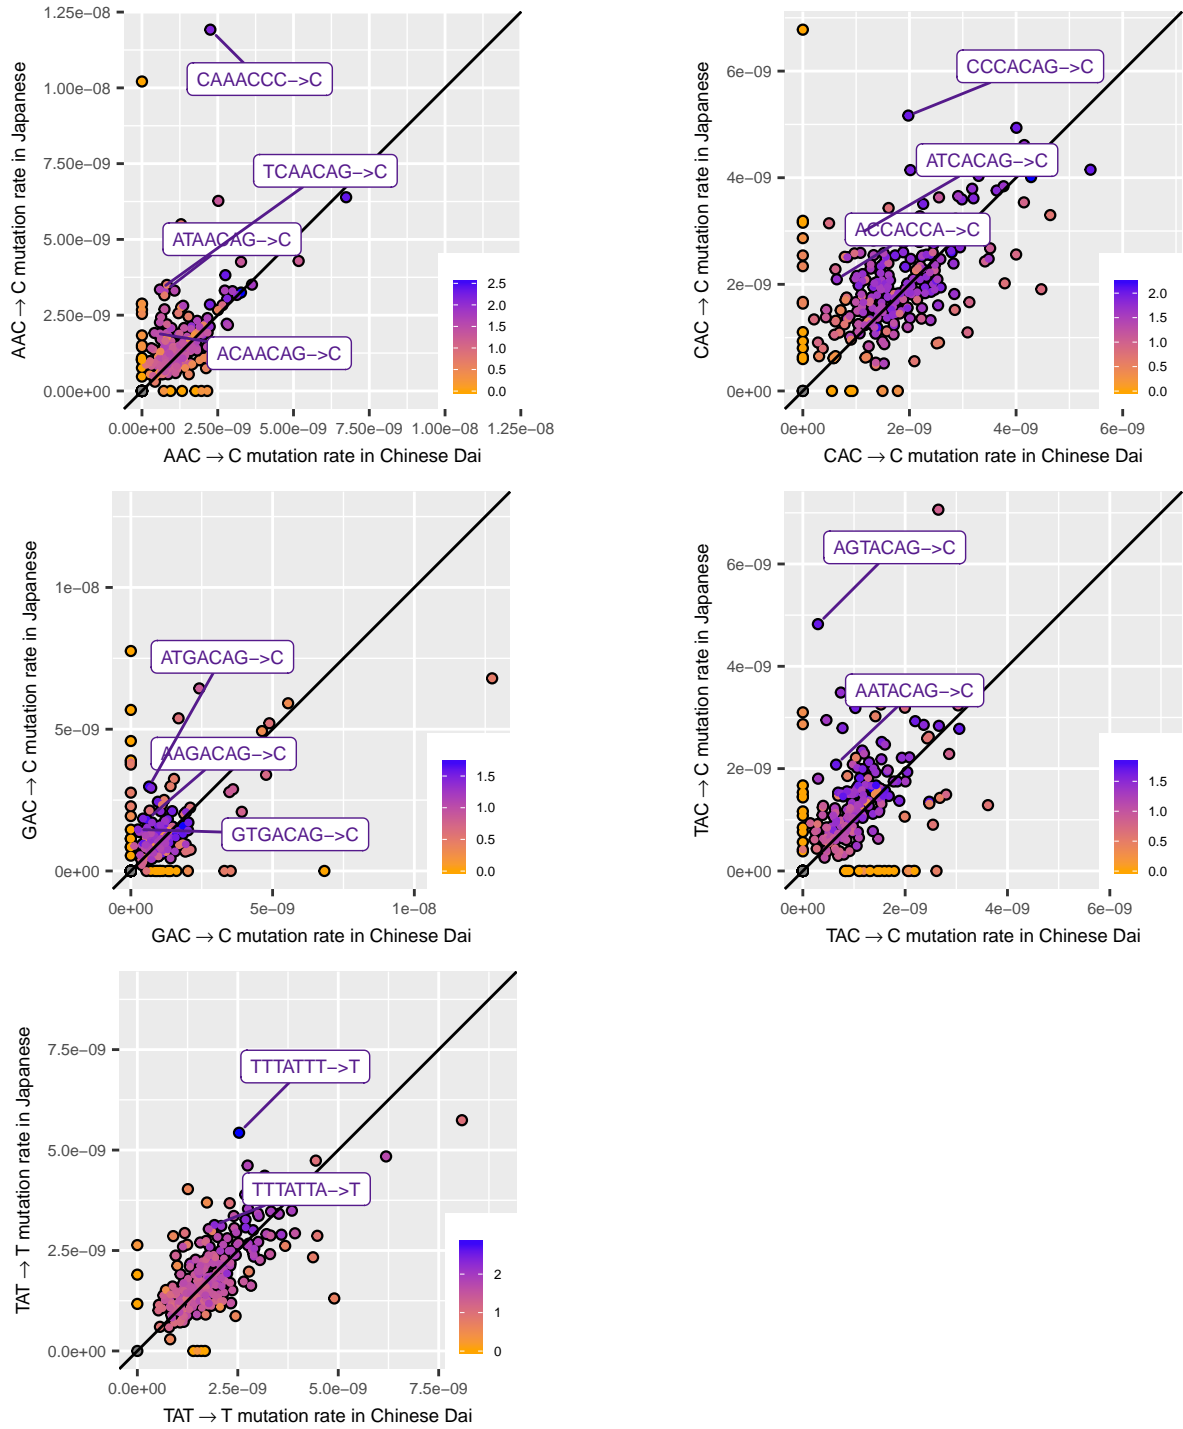 1.25e−08
1.00e−08
7.50e−09
5.00e−09
2.50e−09
0.00e+00
AAC → C mutation rate in Japanese
CAAACCC−>C
TCAACAG−>C
ATAACAG−>C
ACAACAG−>C
2.5
2.0
1.5
1.0
0.5
0.0
0.00e+00 2.50e−09 5.00e−09 7.50e−09 1.00e−08 1.25e−08
AAC → C mutation rate in Chinese Dai
6e−09
4e−09
2e−09
0e+00
CAC → C mutation rate in Japanese
CCCACAG−>C
ATCACAG−>C
ACCACCA−>C
2.0
1.5
1.0
0.5
0.0
0e+00 2e−09 4e−09 6e−09
CAC → C mutation rate in Chinese Dai
1e−08
5e−09
0e+00
GAC → C mutation rate in Japanese
ATGACAG−>C
AAGACAG−>C
GTGACAG−>C
1.5
1.0
0.5
0.0
0e+00 5e−09 1e−08
GAC → C mutation rate in Chinese Dai
6e−09
4e−09
2e−09
0e+00
TAC → C mutation rate in Japanese
AGTACAG−>C
AATACAG−>C
1.5
1.0
0.5
0.0
0e+00 2e−09 4e−09 6e−09
TAC → C mutation rate in Chinese Dai
7.5e−09
5.0e−09
2.5e−09
0.0e+00
TAT → T mutation rate in Japanese
TTTATTT−>T
TTTATTA−>T
2
1
0
0.0e+00 2.5e−09 5.0e−09 7.5e−09
TAT → T mutation rate in Chinese Dai